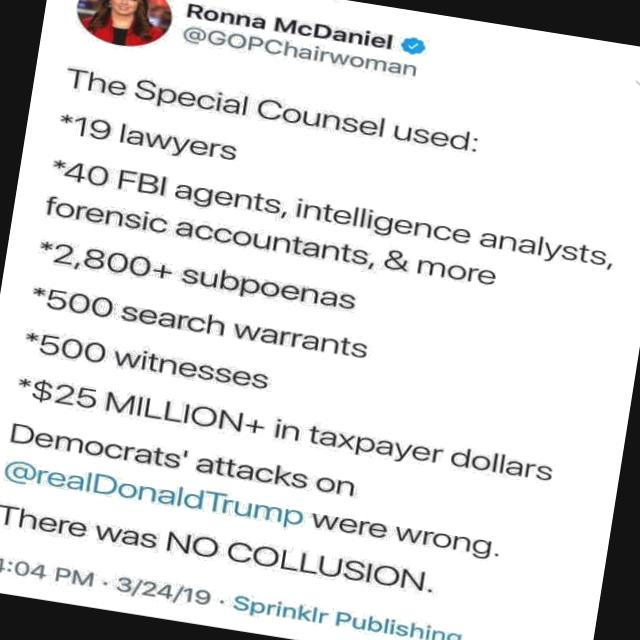 Ronna McDaniel
@GOPChairwoman
The Special Counsel used:
*19 lawyers
*40 FBI agents, intelligence analysts,
forensic accountants, & more
*2,800+ subpoenas
*500 search warrants
*500 witnesses
*$25 MILLION+ in taxpayer dollars
Democrats' attacks on
@realDonaldTrump were wrong.
There was NO COLLUSION.
4:04 PM · 3/24/19 · Sprinklr Publishing